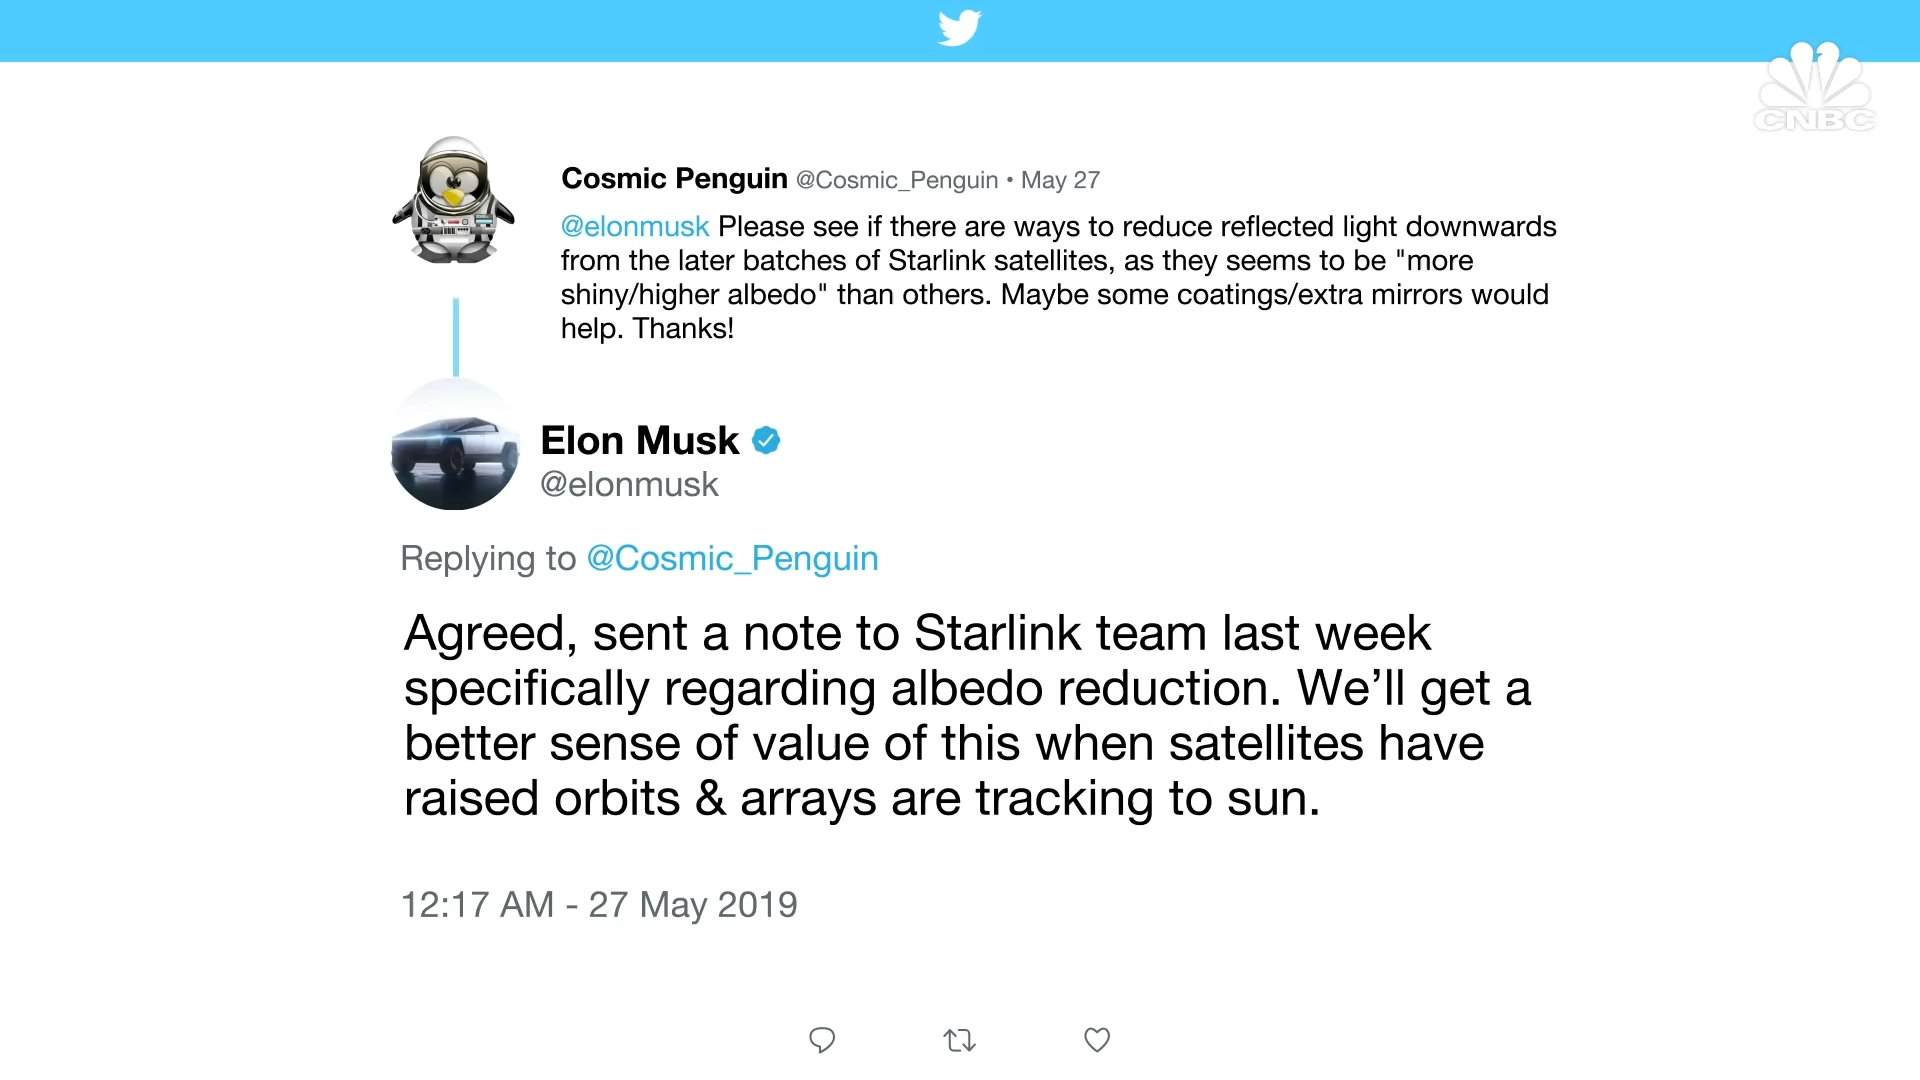 CNBC
Cosmic Penguin @Cosmic_Penguin • May 27
@elonmusk Please see if there are ways to reduce reflected light downwards
from the later batches of Starlink satellites, as they seems to be "more
shiny/higher albedo" than others. Maybe some coatings/extra mirrors would
help. Thanks!
Elon Musk
@elonmusk
Replying to @Cosmic_Penguin
Agreed, sent a note to Starlink team last week
specifically regarding albedo reduction. We’ll get a
better sense of value of this when satellites have
raised orbits & arrays are tracking to sun.
12:17 AM - 27 May 2019